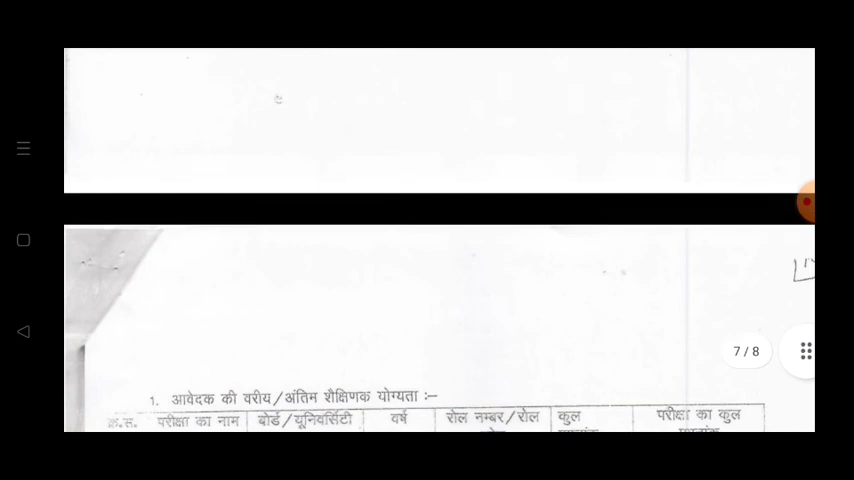 7/8
1. आवेदक की वरीय/अंतिम शैक्षिणक योग्यता :–
क्र.स. परीक्षा का नाम बोर्ड/यूनिवर्सिटी वर्ष रोल नम्बर/रोल कुल परीक्षा का कुल